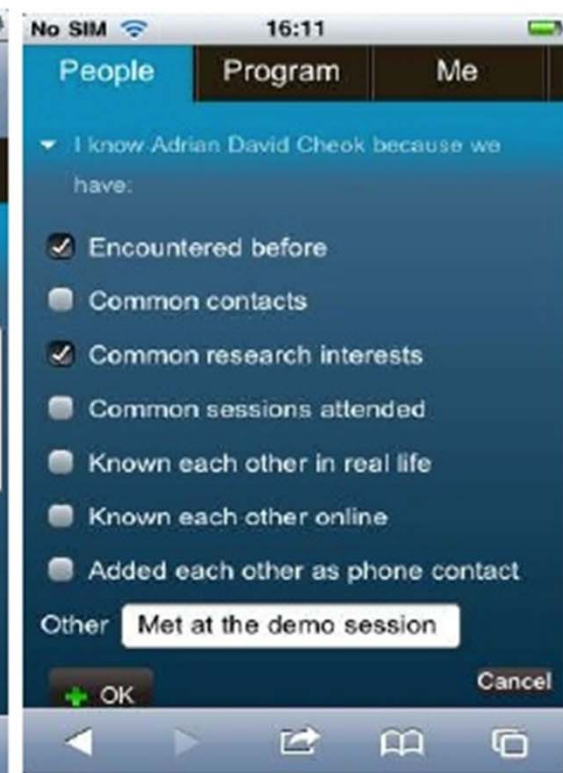 No SIM 16:11
People Program Me
I know Adrian David Cheok because we
have:
Encountered before
Common contacts
Common research interests
Common sessions attended
Known each other in real life
Known each other online
Added each other as phone contact
Other Met at the demo session
OK Cancel